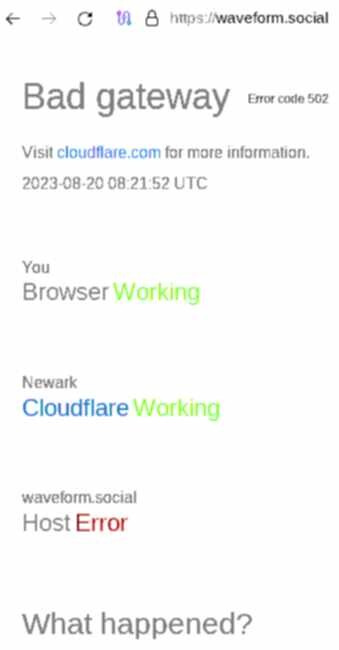 https://waveform.social
Bad gateway Error code 502
Visit cloudflare.com for more information.
2023-08-20 08:21:52 UTC
You
Browser Working
Newark
Cloudflare Working
waveform.social
Host Error
What happened?